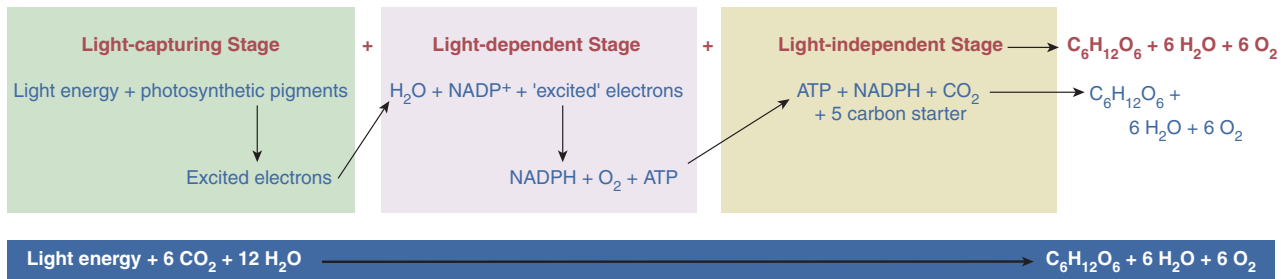 Light-capturing Stage + Light-dependent Stage + Light-independent Stage C₆H₁₂O₆ + 6 H₂O + 6 O₂
Light energy + photosynthetic pigments
Excited electrons
H₂O + NADP⁺ + 'excited' electrons
NADPH + O₂ + ATP
ATP + NADPH + CO₂
+ 5 carbon starter
C₆H₁₂O₆ +
6 H₂O + 6 O₂
Light energy + 6 CO₂ + 12 H₂O C₆H₁₂O₆ + 6 H₂O + 6 O₂